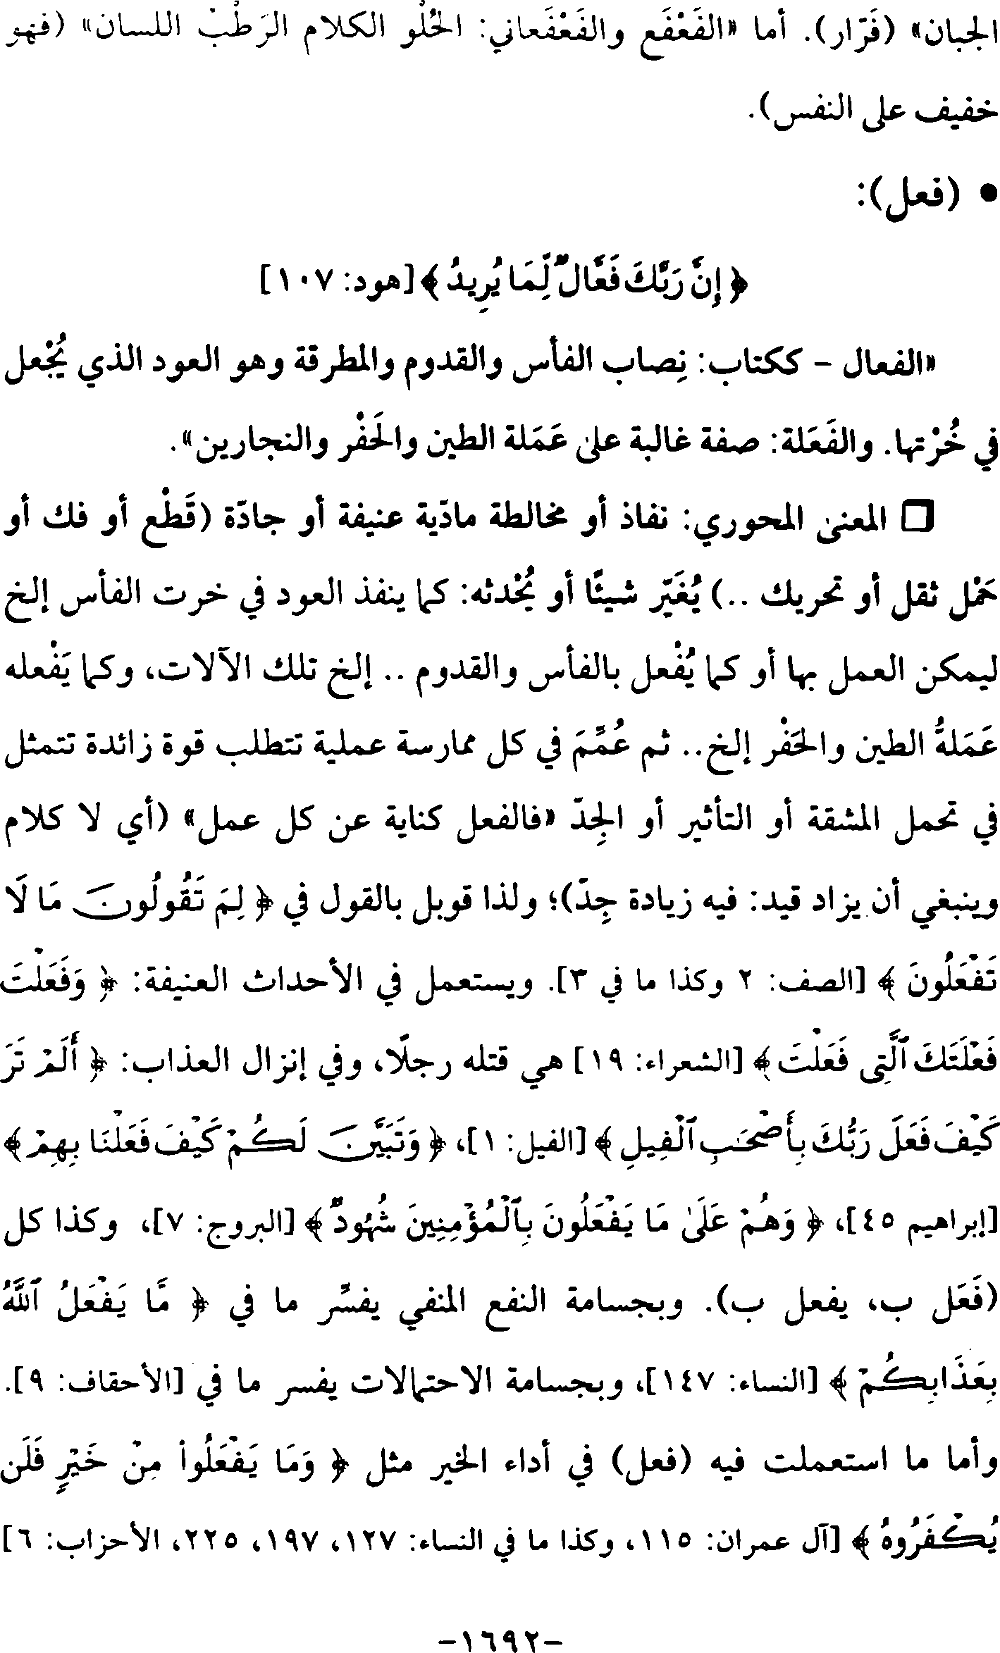 الجبان» (فَرّار). أما «الفَعْفَع والفَعْفَعاني: الحُلْو الكلام الرَطْبْ اللسان» (فهو
خفيف على النفس).
• (فعل):
﴿ إِنَّ رَبَّكَ فَعَّالٌ لِّمَا يُرِيدُ ﴾ [هود: ١٠٧]
«الفعال – ككتاب: نِصاب الفأس والقدوم والمطرقة وهو العود الذي يُجْعل
في خُرْتها. والفَعَلة: صفة غالبة على عَمَلة الطين والحَفْر والنجارين».
❒ المعنى المحوري: نفاذ أو مخالطة مادّية عنيفة أو جادّة (قَطْع أو فك أو
حَمْل ثقل أو تحريك ..) يُغَيّر شيئًا أو يُحْدثه: كما ينفذ العود في خرت الفأس إلخ
ليمكن العمل بها أو كما يُفْعل بالفأس والقدوم .. إلخ تلك الآلات، وكما يَفْعله
عَمَلةُ الطين والحَفْر إلخ.. ثم عُمِّمَ في كل ممارسة عملية تتطلب قوة زائدة تتمثل
في تحمل المشقة أو التأثير أو الجِدّ «فالفعل كناية عن كل عمل» (أي لا كلام
وينبغي أن يزاد قيد: فيه زيادة جِدّ)؛ ولذا قوبل بالقول في ﴿ لِمَ تَقُولُونَ مَا لَا
تَفْعَلُونَ ﴾ [الصف: ٢ وكذا ما في ٣]. ويستعمل في الأحداث العنيفة: ﴿ وَفَعَلْتَ
فَعْلَتَكَ ٱلَّتِى فَعَلْتَ ﴾ [الشعراء: ١٩] هي قتله رجلًا، وفي إنزال العذاب: ﴿ أَلَمْ تَرَ
كَيْفَ فَعَلَ رَبُّكَ بِأَصْحَٰبِ ٱلْفِيلِ ﴾ [الفيل: ١]، ﴿ وَتَبَيَّنَ لَكُمْ كَيْفَ فَعَلْنَا بِهِمْ ﴾
[إبراهيم ٤٥]، ﴿ وَهُمْ عَلَىٰ مَا يَفْعَلُونَ بِٱلْمُؤْمِنِينَ شُهُودٌ ﴾ [البروج: ٧]، وكذا كل
(فَعَل ب، يفعل ب). وبجسامة النفع المنفي يفسَّر ما في ﴿ مَّا يَفْعَلُ ٱللَّهُ
بِعَذَابِكُمْ ﴾ [النساء: ١٤٧]، وبجسامة الاحتمالات يفسر ما في [الأحقاف: ٩].
وأما ما استعملت فيه (فعل) في أداء الخير مثل ﴿ وَمَا يَفْعَلُوا۟ مِنْ خَيْرٍ فَلَن
يُكْفَرُوهُ ﴾ [آل عمران: ١١٥، وكذا ما في النساء: ١٢٧، ١٩٧، ٢٢٥، الأحزاب: ٦]
-١٦٩٢-